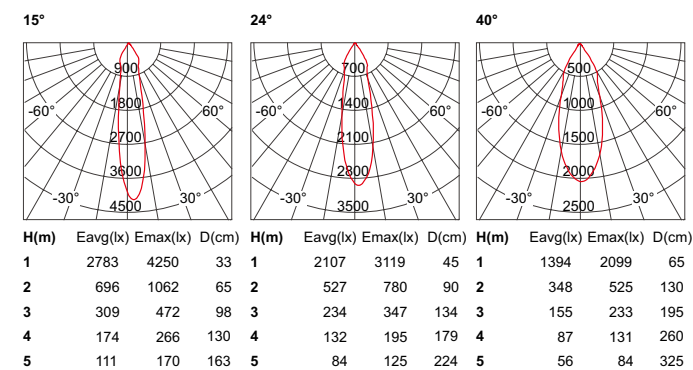 15° 24° 40°
900 700 500
1800 1400 1000
-60° 60° -60° 60° -60° 60°
2700 2100 1500
3600 2800 2000
-30° 30° -30° 30° -30° 30°
4500 3500 2500
H(m) Eavg(lx) Emax(lx) D(cm) H(m) Eavg(lx) Emax(lx) D(cm) H(m) Eavg(lx) Emax(lx) D(cm)
1 2783 4250 33 1 2107 3119 45 1 1394 2099 65
2 696 1062 65 2 527 780 90 2 348 525 130
3 309 472 98 3 234 347 134 3 155 233 195
4 174 266 130 4 132 195 179 4 87 131 260
5 111 170 163 5 84 125 224 5 56 84 325